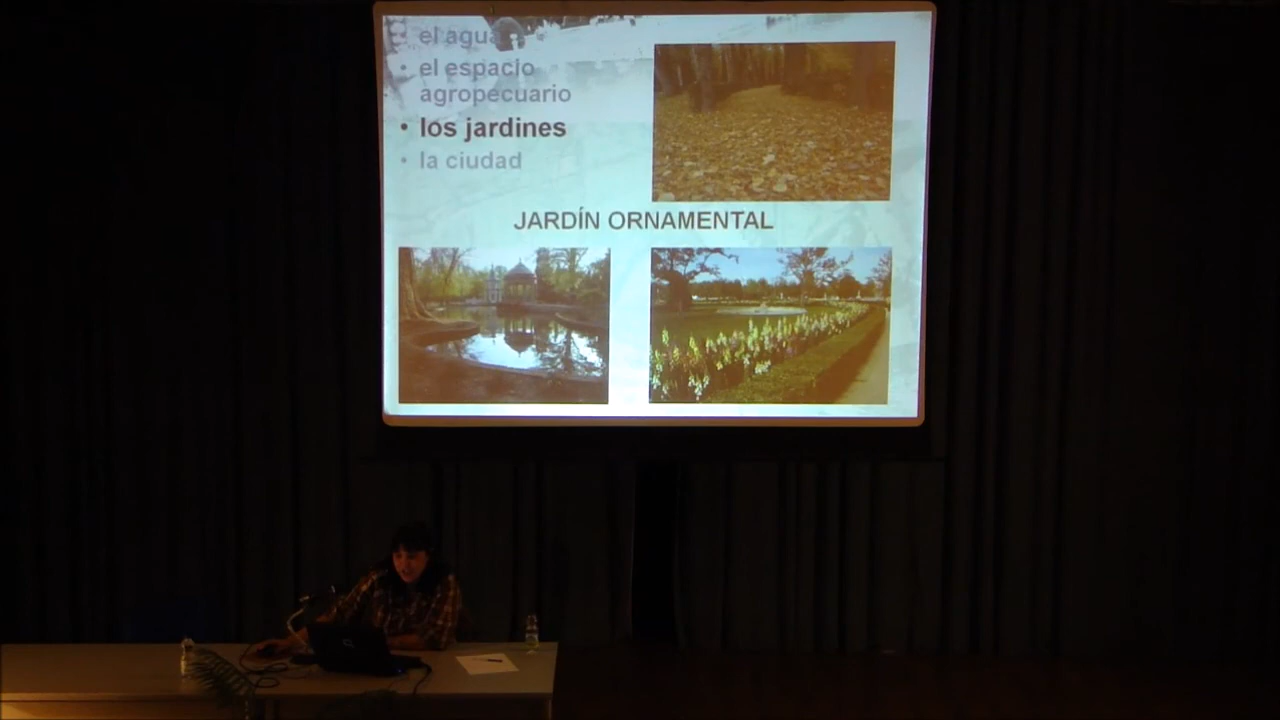 • el agua
• el espacio
agropecuario
• los jardines
• la ciudad
JARDÍN ORNAMENTAL